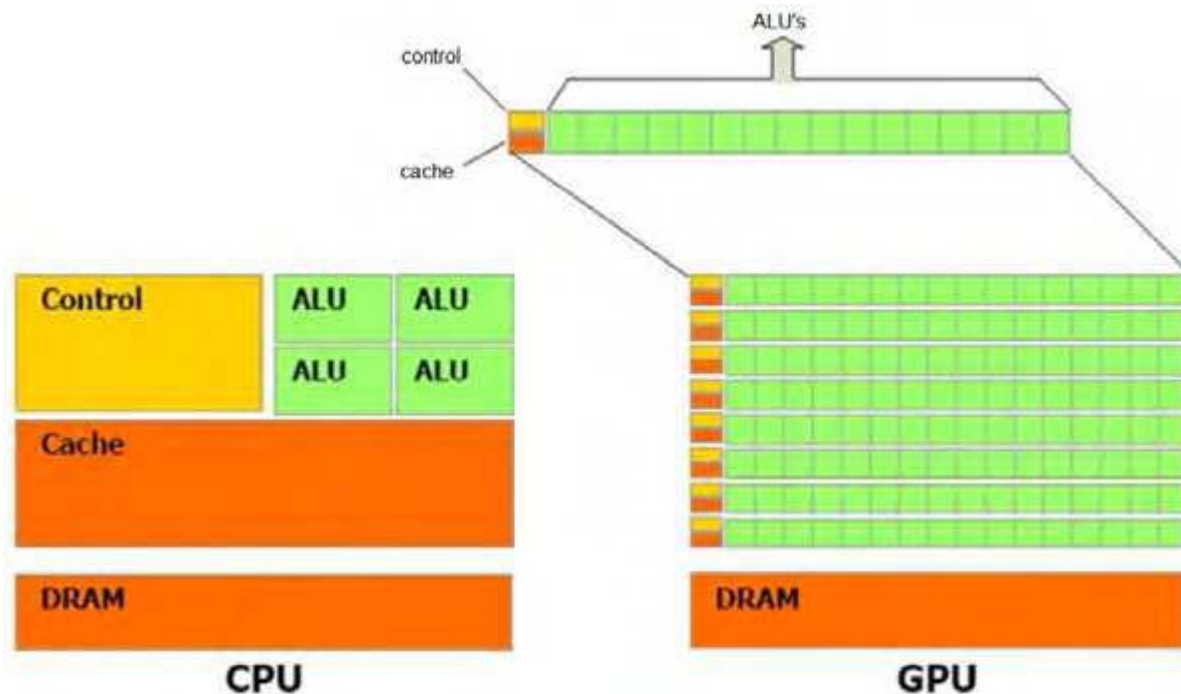 ALU's
control
cache
Control
ALU ALU
ALU ALU
Cache
DRAM
CPU
DRAM
GPU